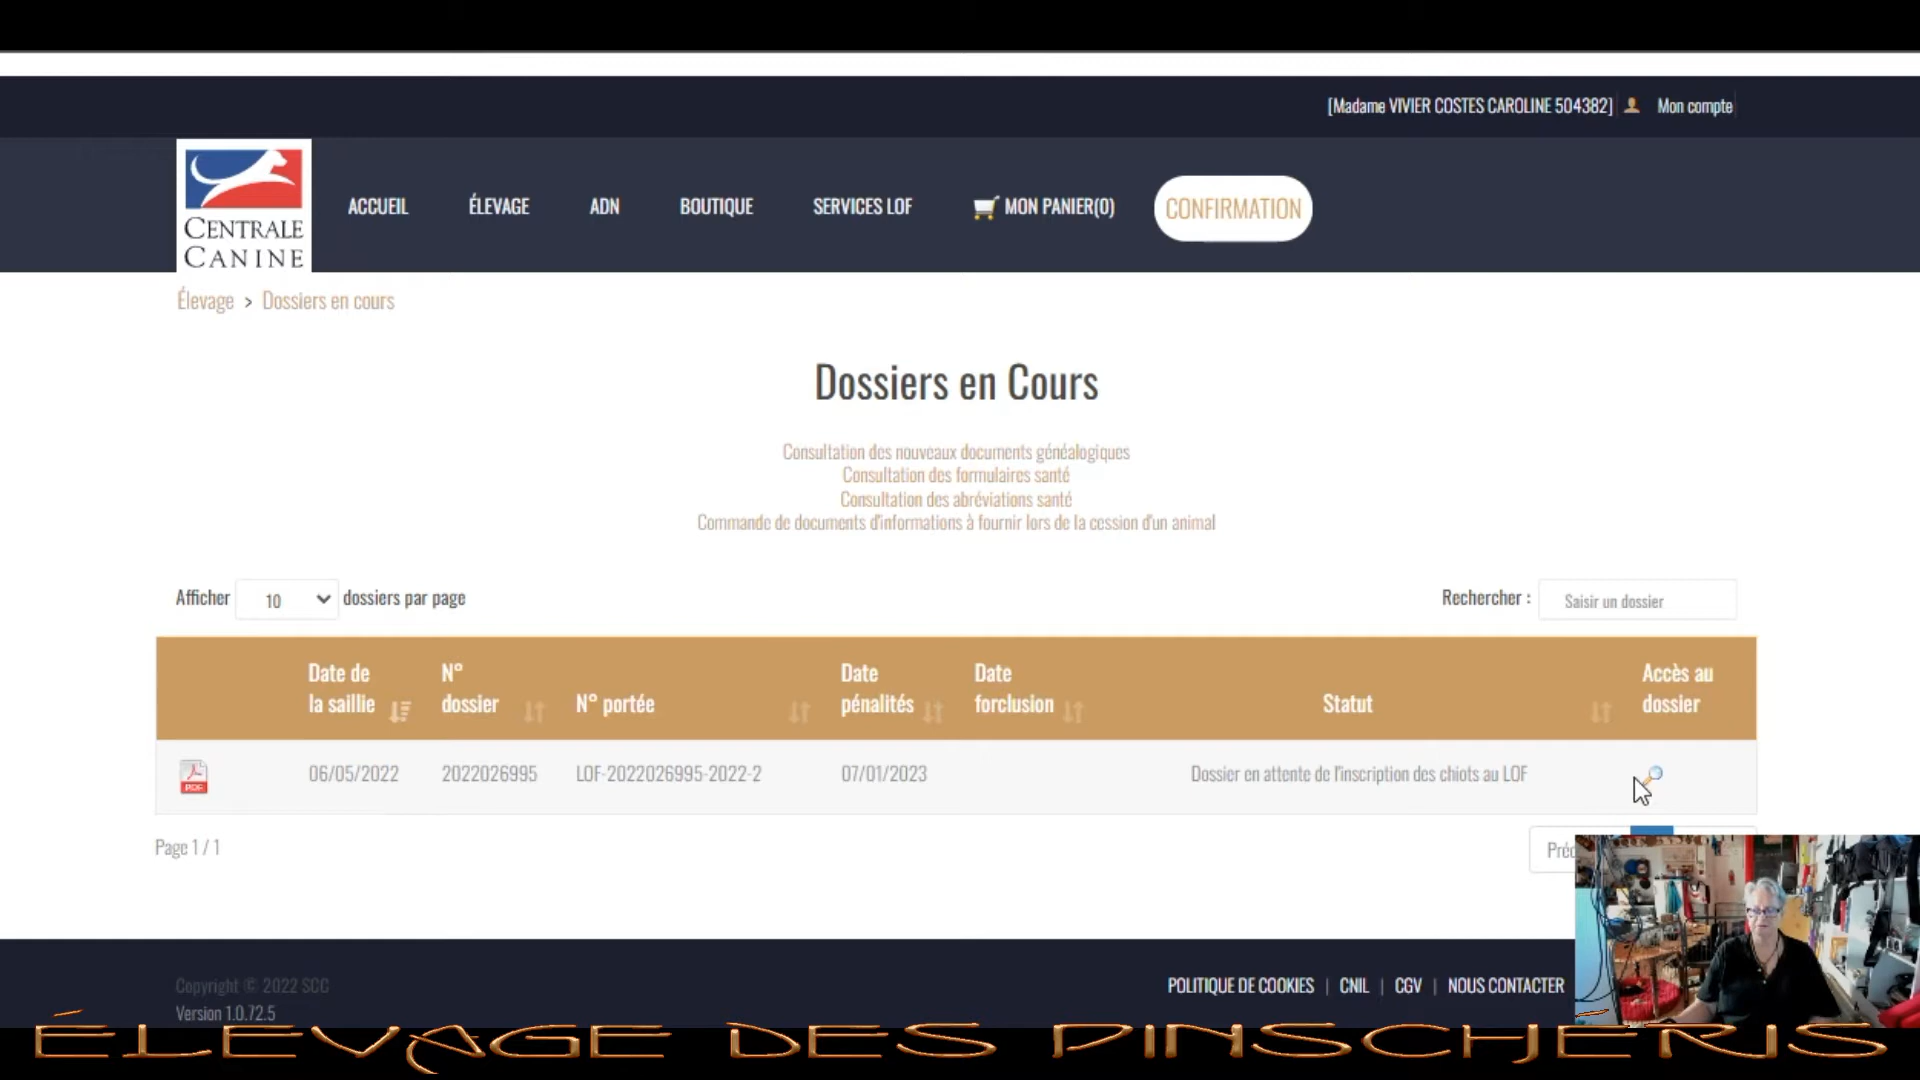 [Madame VIVIER COSTES CAROLINE 504382] Mon compte
CENTRALE
CANINE
ACCUEIL ÉLEVAGE ADN BOUTIQUE SERVICES LOF MON PANIER(0) CONFIRMATION
Élevage > Dossiers en cours
Dossiers en Cours
Consultation des nouveaux documents généalogiques
Consultation des formulaires santé
Consultation des abréviations santé
Commande de documents d'informations à fournir lors de la cession d'un animal
Afficher 10 dossiers par page Rechercher : Saisir un dossier
Date de la saillie N° dossier N° portée Date pénalités Date forclusion Statut Accès au dossier
PDF 06/05/2022 2022026995 LOF-2022026995-2022-2 07/01/2023 Dossier en attente de l'inscription des chiots au LOF
Page 1 / 1
Copyright © 2022 SCC
Version 1.0.72.5
POLITIQUE DE COOKIES | CNIL | CGV | NOUS CONTACTER
ÉLEVAGE DES PINSCHÉRIS